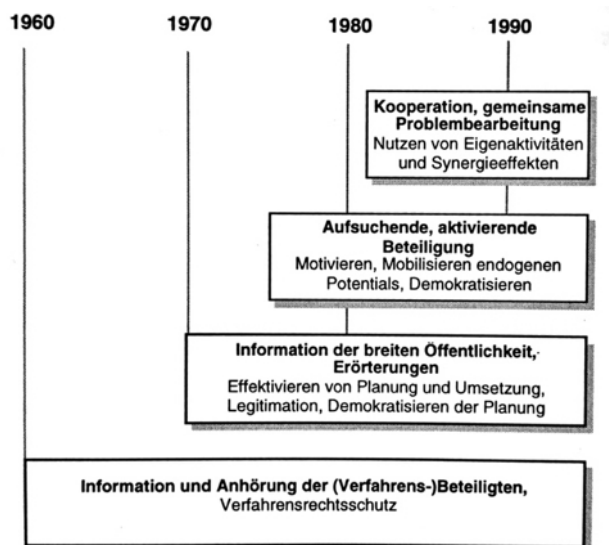 1960 1970 1980 1990
Kooperation, gemeinsame
Problembearbeitung
Nutzen von Eigenaktivitäten
und Synergieeffekten
Aufsuchende, aktivierende
Beteiligung
Motivieren, Mobilisieren endogenen
Potentials, Demokratisieren
Information der breiten Öffentlichkeit,
Erörterungen
Effektivieren von Planung und Umsetzung,
Legitimation, Demokratisieren der Planung
Information und Anhörung der (Verfahrens-)Beteiligten,
Verfahrensrechtsschutz